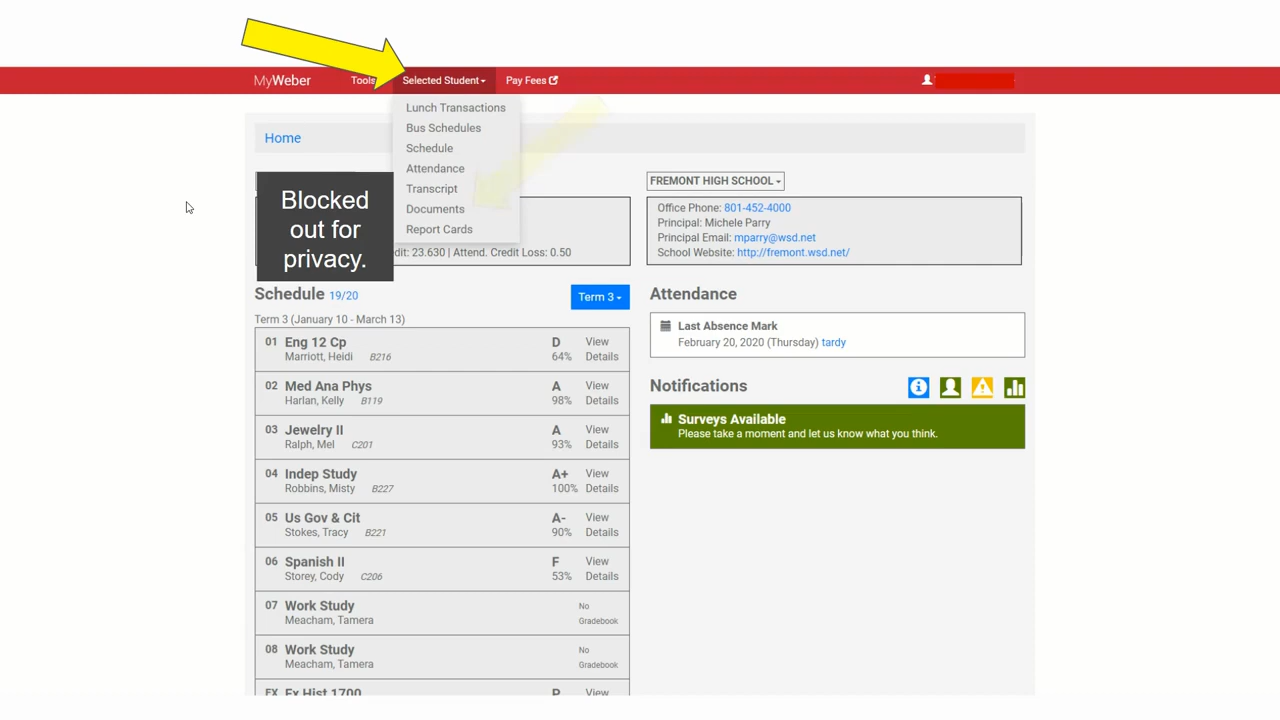 MyWeber Tools Selected Student Pay Fees
Lunch Transactions
Bus Schedules
Schedule
Attendance
Transcript
Documents
Report Cards
Home
Blocked
out for
privacy.
dit: 23.630 | Attend. Credit Loss: 0.50
FREMONT HIGH SCHOOL
Office Phone: 801-452-4000
Principal: Michele Parry
Principal Email: mparry@wsd.net
School Website: http://fremont.wsd.net/
Schedule 19/20 Term 3
Term 3 (January 10 - March 13)
01 Eng 12 Cp D View
Marriott, Heidi B216 64% Details
02 Med Ana Phys A View
Harlan, Kelly B119 98% Details
03 Jewelry II A View
Ralph, Mel C201 93% Details
04 Indep Study A+ View
Robbins, Misty B227 100% Details
05 Us Gov & Cit A- View
Stokes, Tracy B221 90% Details
06 Spanish II F View
Storey, Cody C206 53% Details
07 Work Study No
Meacham, Tamera Gradebook
08 Work Study No
Meacham, Tamera Gradebook
EX Ex Hist 1700 P View
Attendance
Last Absence Mark
February 20, 2020 (Thursday) tardy
Notifications
Surveys Available
Please take a moment and let us know what you think.